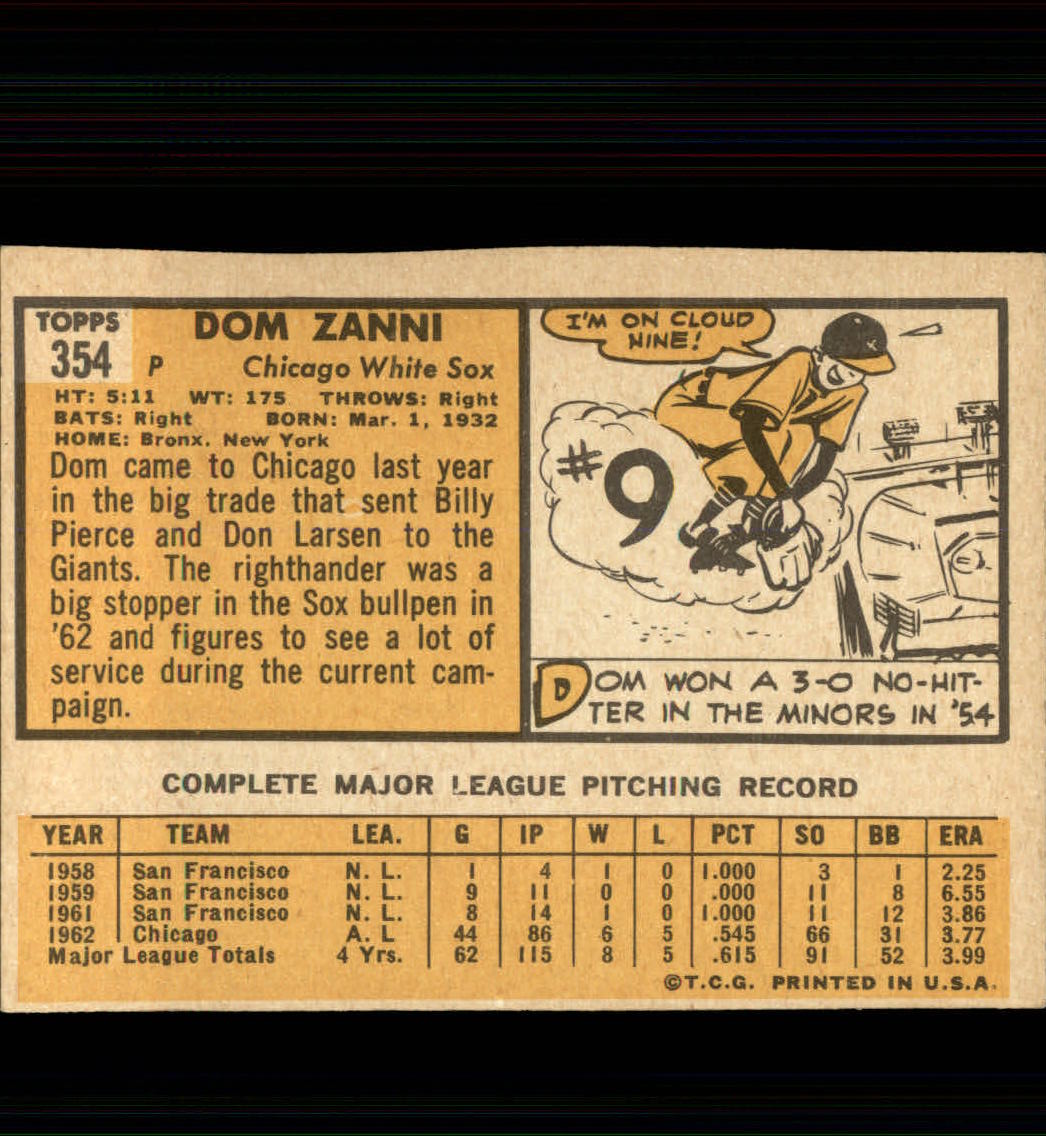 TOPPS
354 P
DOM ZANNI
Chicago White Sox
HT: 5:11 WT: 175 THROWS: Right
BATS: Right BORN: Mar. 1, 1932
HOME: Bronx, New York
Dom came to Chicago last year
in the big trade that sent Billy
Pierce and Don Larsen to the
Giants. The righthander was a
big stopper in the Sox bullpen in
'62 and figures to see a lot of
service during the current cam-
paign.
I'M ON CLOUD
NINE!
#9
DOM WON A 3-0 NO-HIT-
TER IN THE MINORS IN '54
COMPLETE MAJOR LEAGUE PITCHING RECORD
YEAR TEAM LEA. G IP W L PCT SO BB ERA
1958 San Francisco N. L. 1 4 1 0 1.000 3 1 2.25
1959 San Francisco N. L. 9 11 0 0 .000 11 8 6.55
1961 San Francisco N. L. 8 14 1 0 1.000 11 12 3.86
1962 Chicago A. L 44 86 6 5 .545 66 31 3.77
Major League Totals 4 Yrs. 62 115 8 5 .615 91 52 3.99
©T.C.G. PRINTED IN U.S.A.